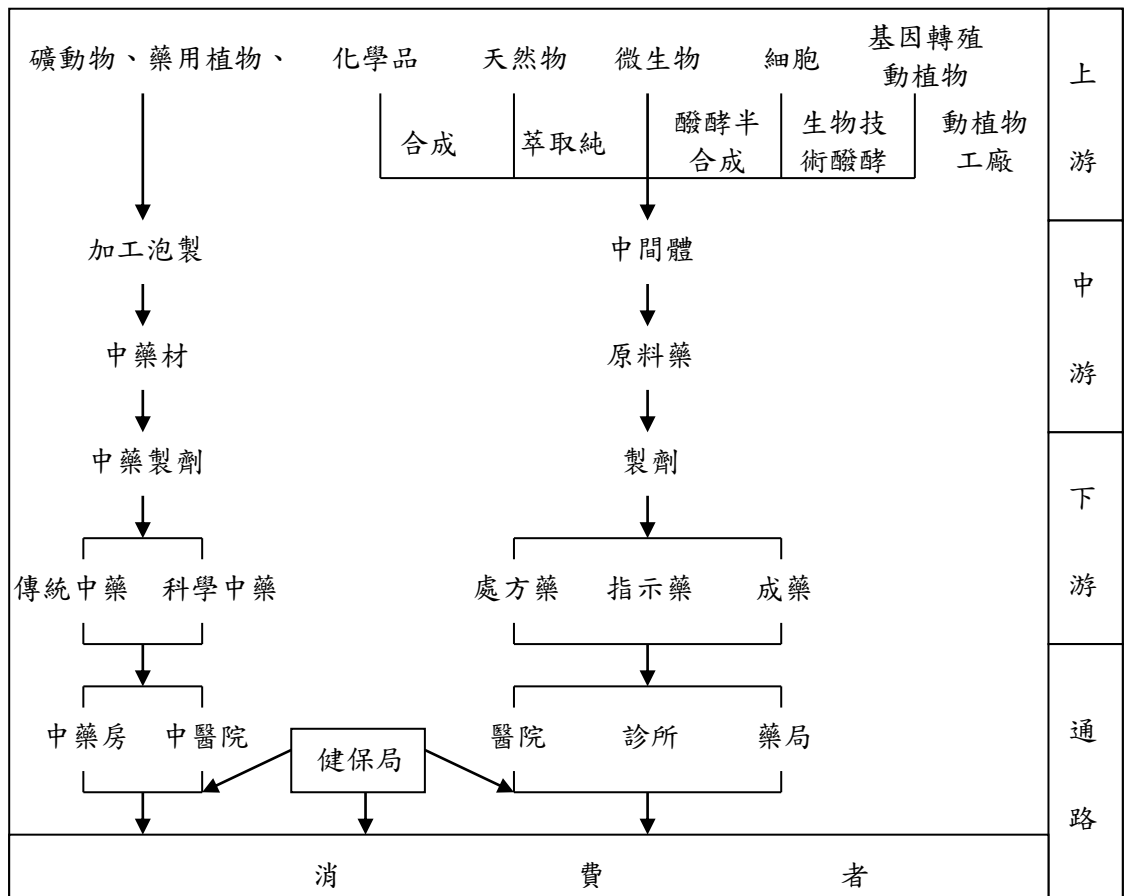 礦動物、藥用植物、 化學品 天然物 微生物 細胞 基因轉殖
動植物
合成 萃取純 醱酵半 生物技 動植物
合成 術醱酵 工廠
上
游
加工泡製 中間體
中藥材 原料藥
中
游
中藥製劑 製劑
傳統中藥 科學中藥 處方藥 指示藥 成藥
下
游
中藥房 中醫院 醫院 診所 藥局
健保局
通
路
消 費 者